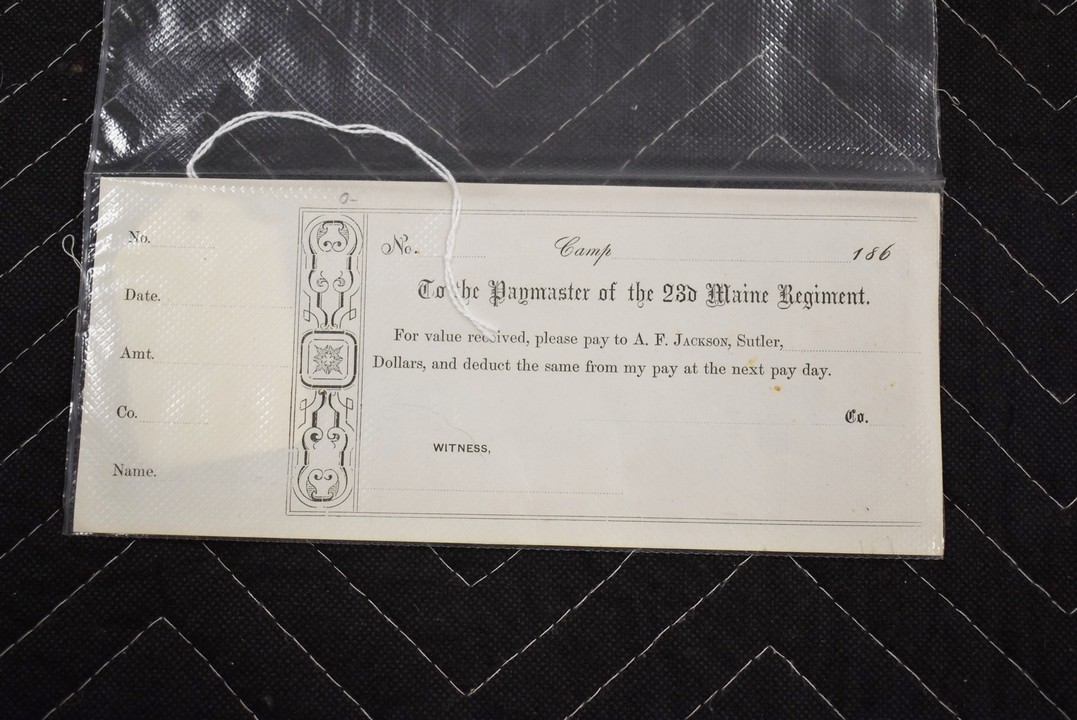 0-
No.
Date.
Amt.
Co.
Name.
No. Camp 186
To the Paymaster of the 23d Maine Regiment.
For value received, please pay to A. F. JACKSON, Sutler,
Dollars, and deduct the same from my pay at the next pay day.
Co.
WITNESS,